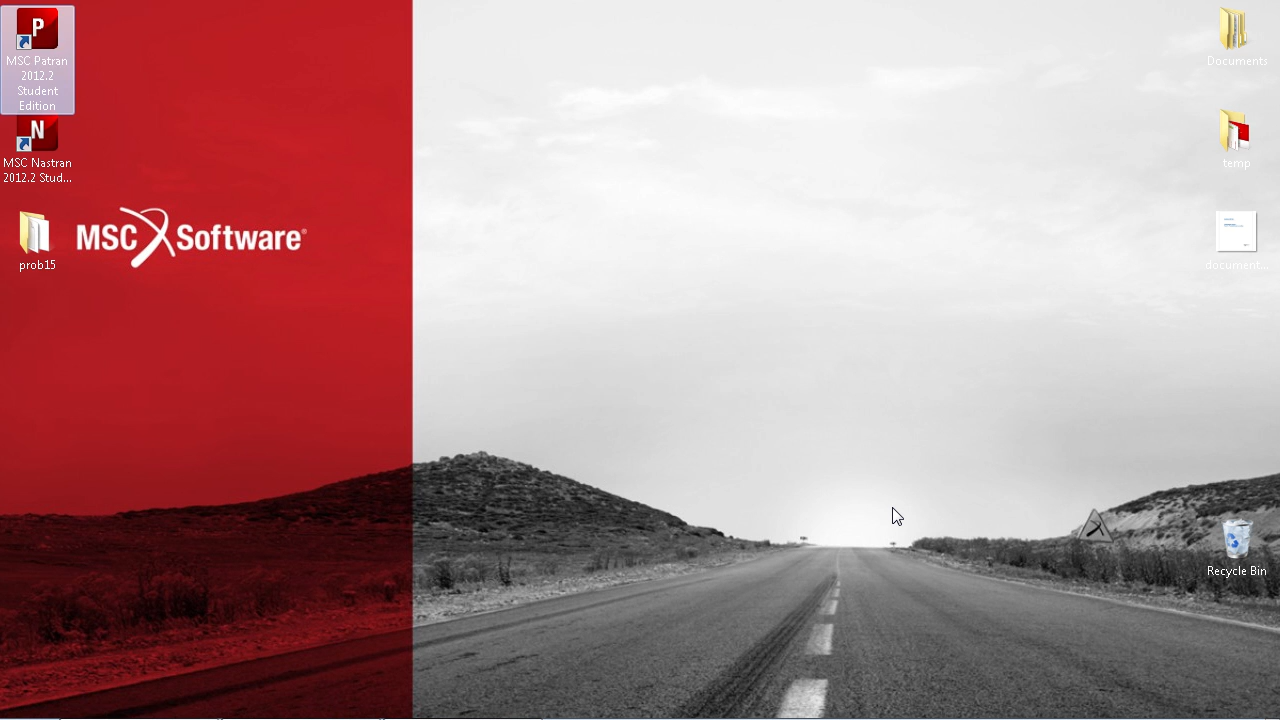 P
MSC Patran
2012.2
Student
Edition
N
MSC Nastran
2012.2 Stud...
prob15
MSC Software®
Documents
temp
document...
Recycle Bin